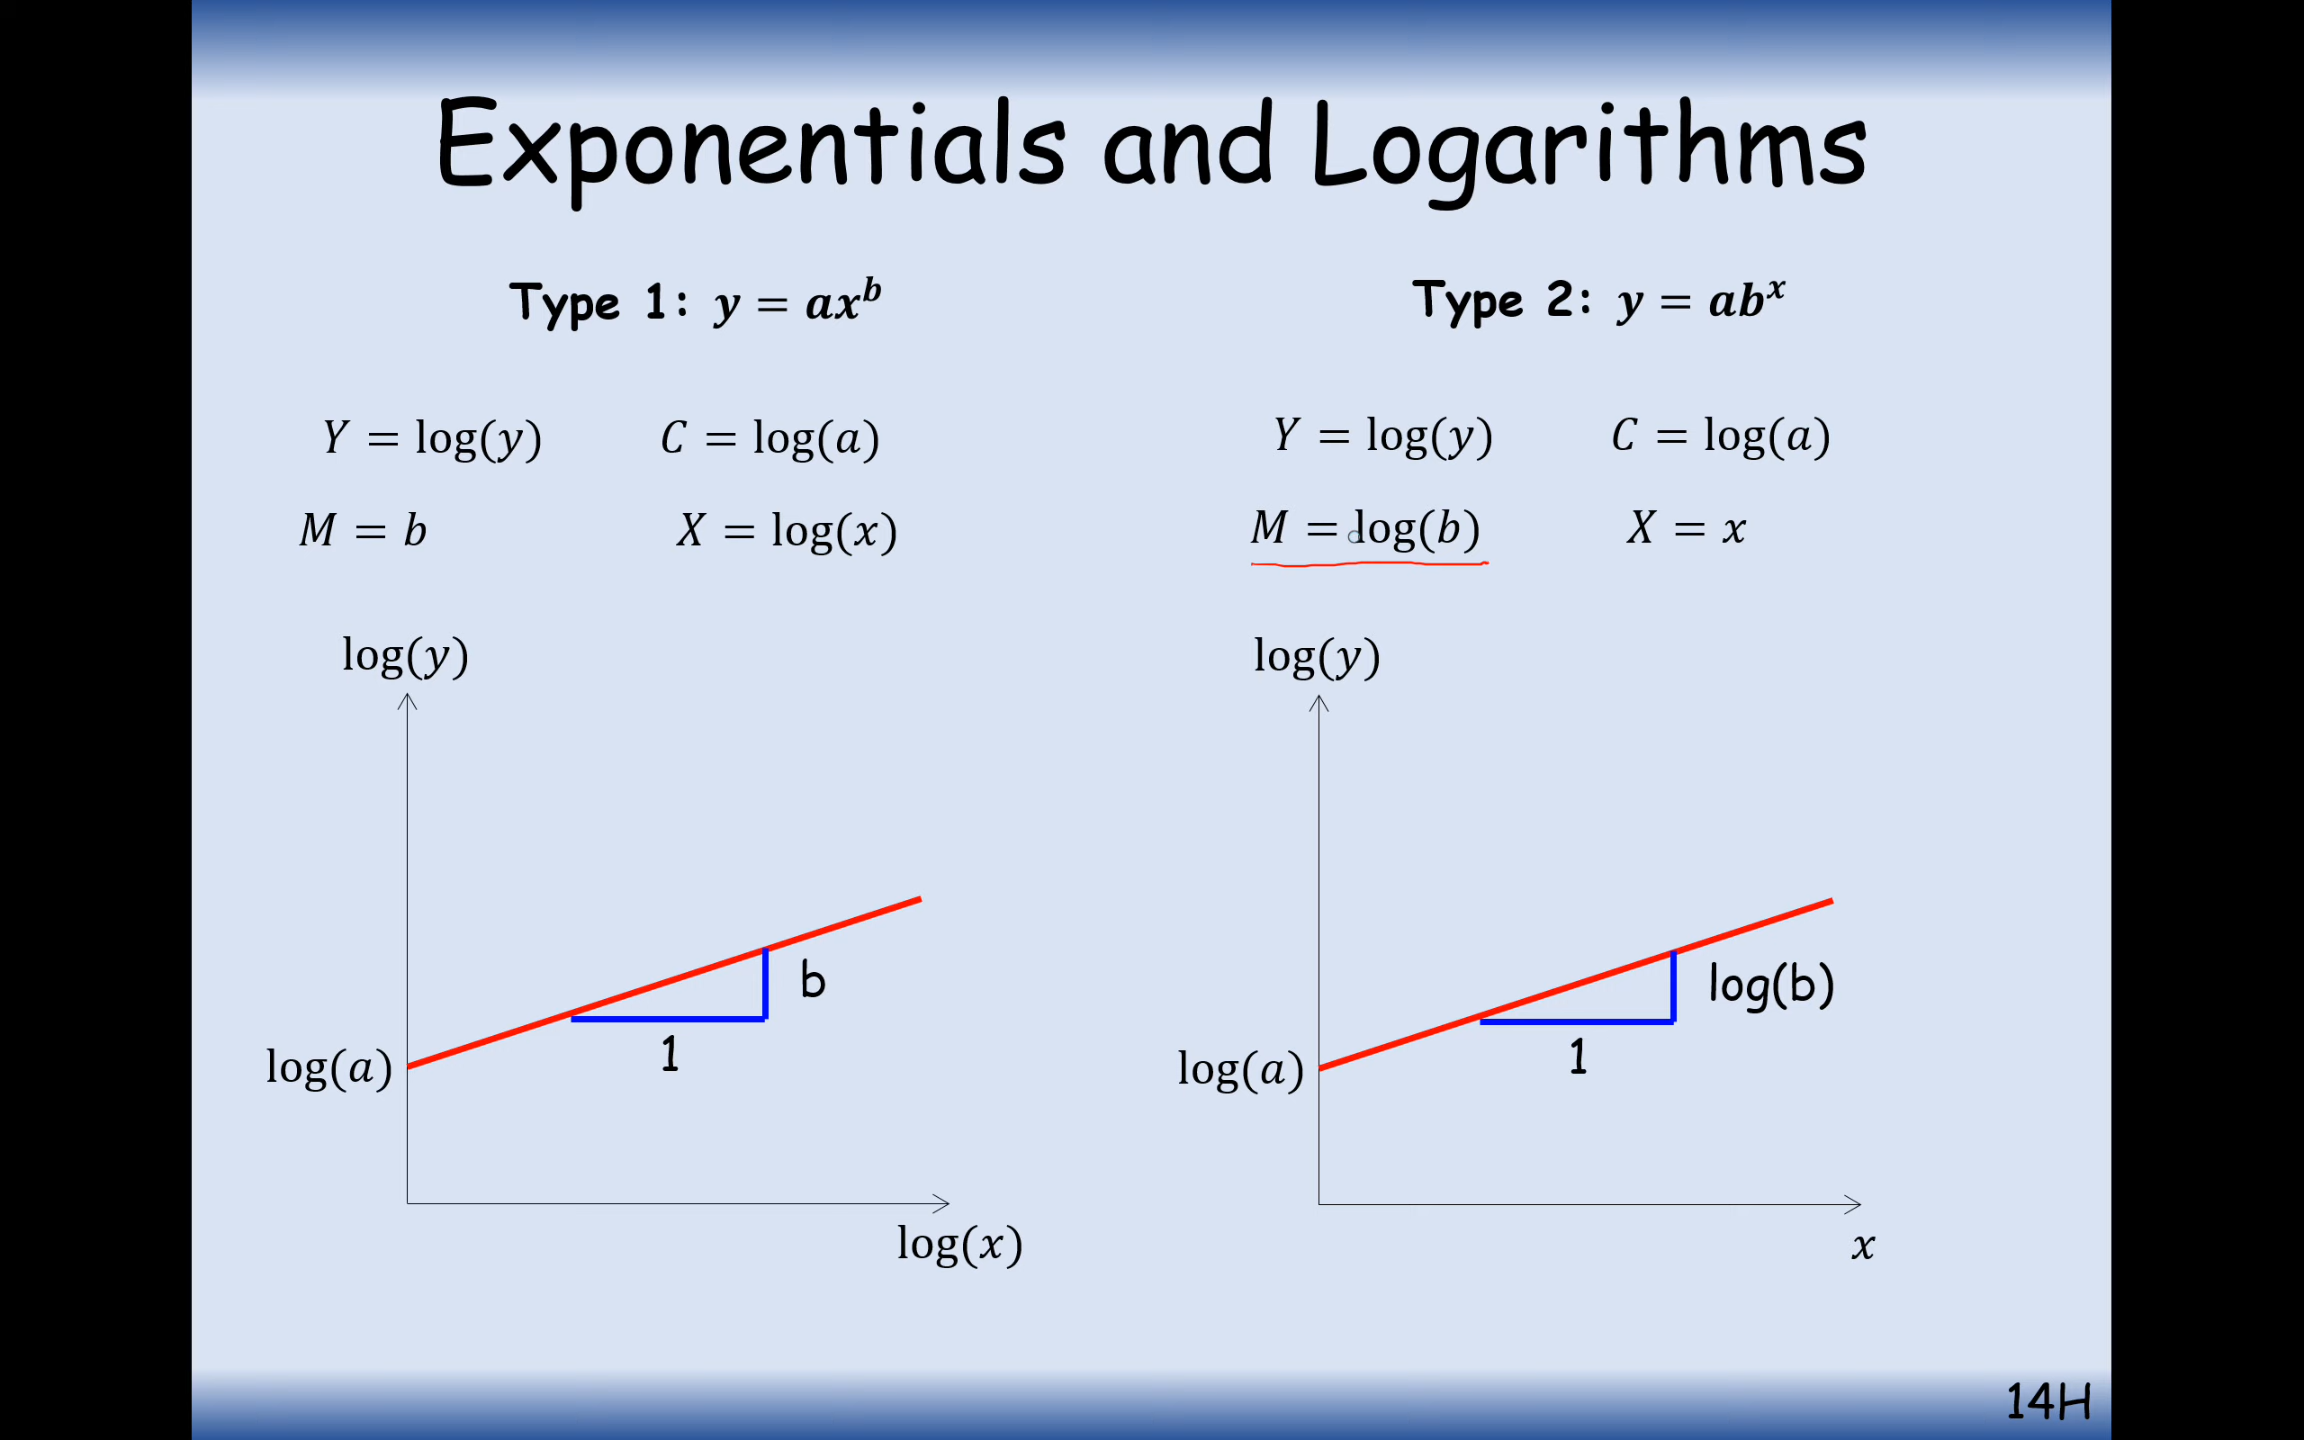 Exponentials and Logarithms
Type 1: y = ax^b
Y = log(y) C = log(a)
M = b X = log(x)
log(y)
b
1
log(a)
log(x)
Type 2: y = ab^x
Y = log(y) C = log(a)
M = log(b) X = x
log(y)
log(b)
1
log(a)
x
14H